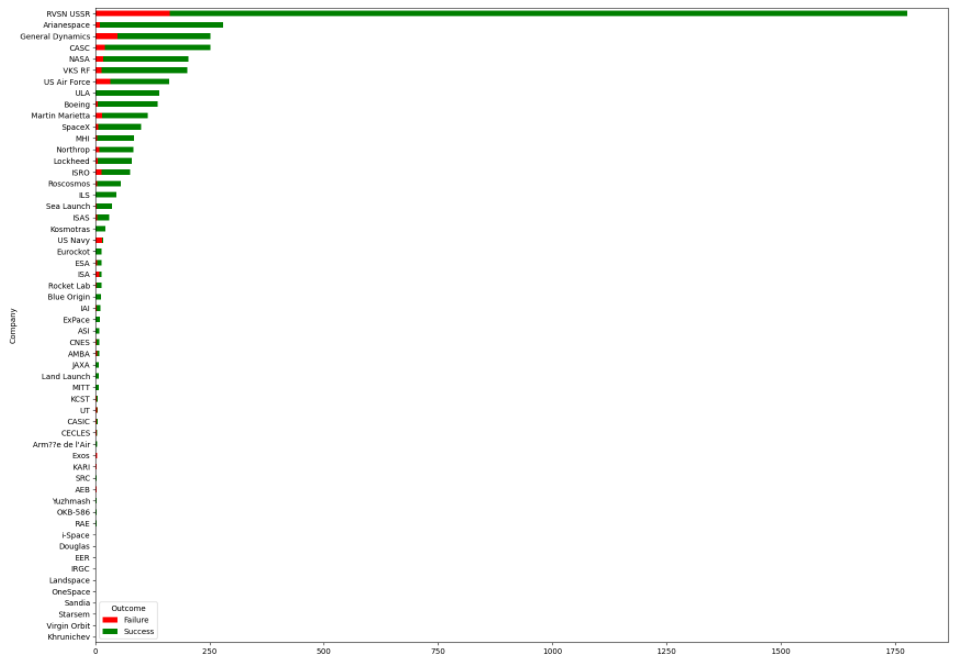 RVSN USSR
Arianespace
General Dynamics
CASC
NASA
VKS RF
US Air Force
ULA
Boeing
Martin Marietta
SpaceX
MHI
Northrop
Lockheed
ISRO
Roscosmos
ILS
Sea Launch
ISAS
Kosmotras
US Navy
Eurockot
ESA
ISA
Rocket Lab
Blue Origin
IAI
ExPace
ASI
CNES
AMBA
JAXA
Land Launch
MITT
KCST
UT
CASIC
CECLES
Arm??e de l'Air
Exos
KARI
SRC
AEB
Yuzhmash
OKB-586
RAE
i-Space
Douglas
EER
IRGC
Landspace
OneSpace
Sandia
Starsem
Virgin Orbit
Khrunichev
Company
Outcome
Failure
Success
0 250 500 750 1000 1250 1500 1750